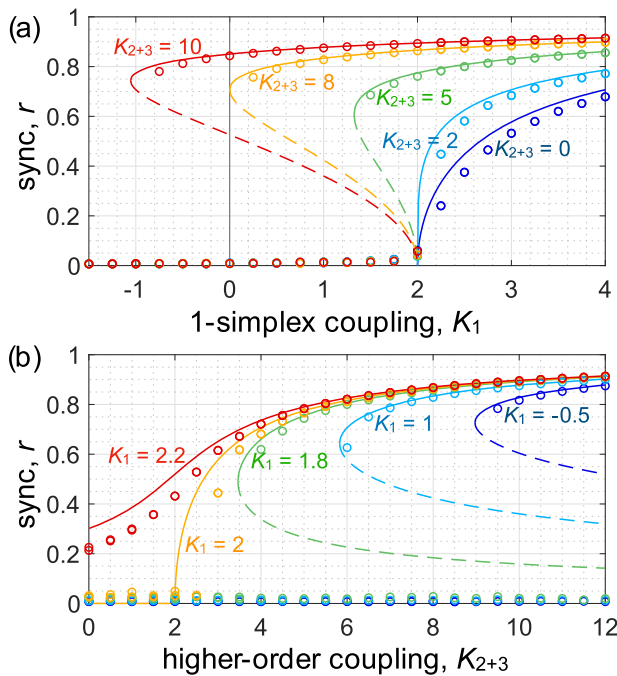 (a)
1
0.8
0.6
0.4
0.2
0
sync, r
K2+3 = 10
K2+3 = 8
K2+3 = 5
K2+3 = 2
K2+3 = 0
-1 0 1 2 3 4
1-simplex coupling, K1
(b)
1
0.8
0.6
0.4
0.2
0
sync, r
K1 = 2.2
K1 = 2
K1 = 1.8
K1 = 1
K1 = -0.5
0 2 4 6 8 10 12
higher-order coupling, K2+3